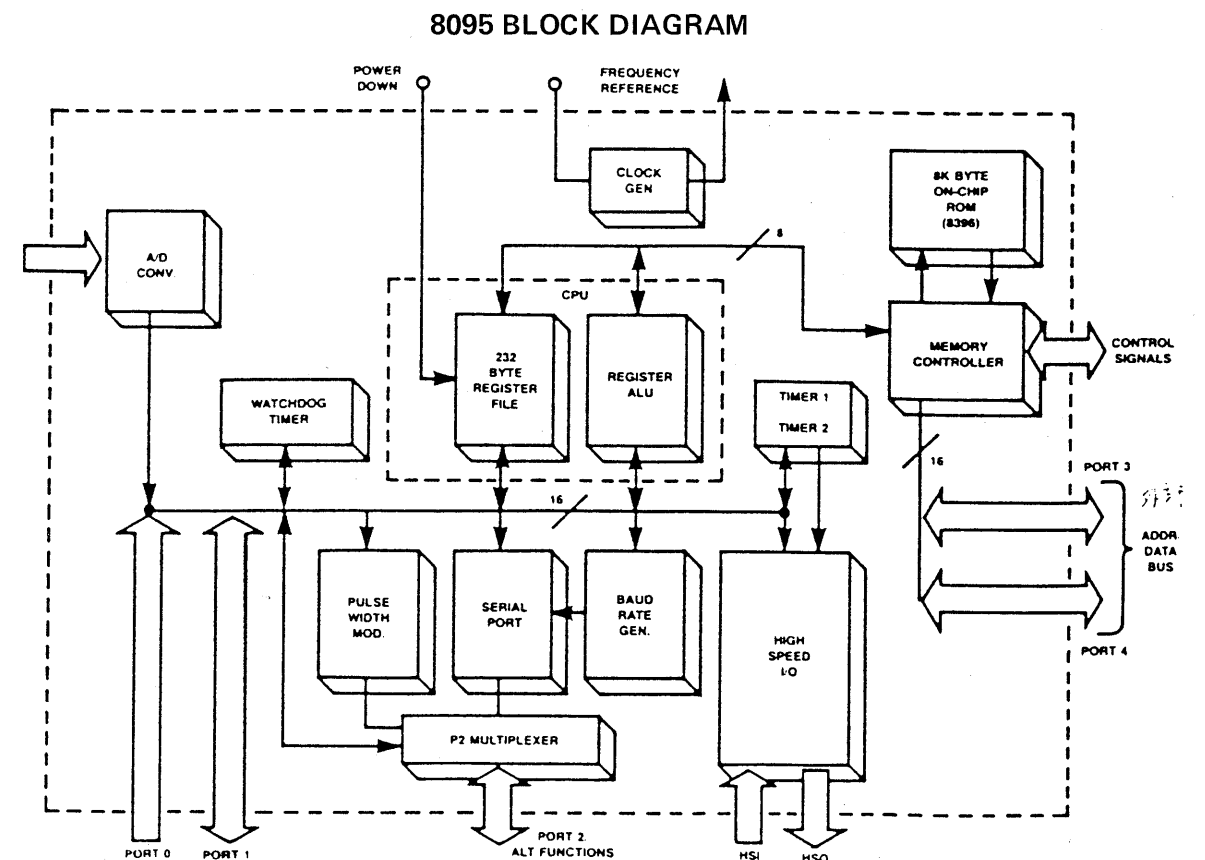 8095 BLOCK DIAGRAM
POWER
DOWN
FREQUENCY
REFERENCE
CLOCK
GEN
8K BYTE
ON-CHIP
ROM
(8396)
A/D
CONV.
8
CPU
232
BYTE
REGISTER
FILE
REGISTER
ALU
MEMORY
CONTROLLER
CONTROL
SIGNALS
WATCHDOG
TIMER
TIMER 1
TIMER 2
16
16
PORT 3
ADDR
DATA
BUS
PORT 4
PULSE
WIDTH
MOD.
SERIAL
PORT
BAUD
RATE
GEN.
HIGH
SPEED
I/O
P2 MULTIPLEXER
PORT 0
PORT 1
PORT 2
ALT FUNCTIONS
HSI
HSO